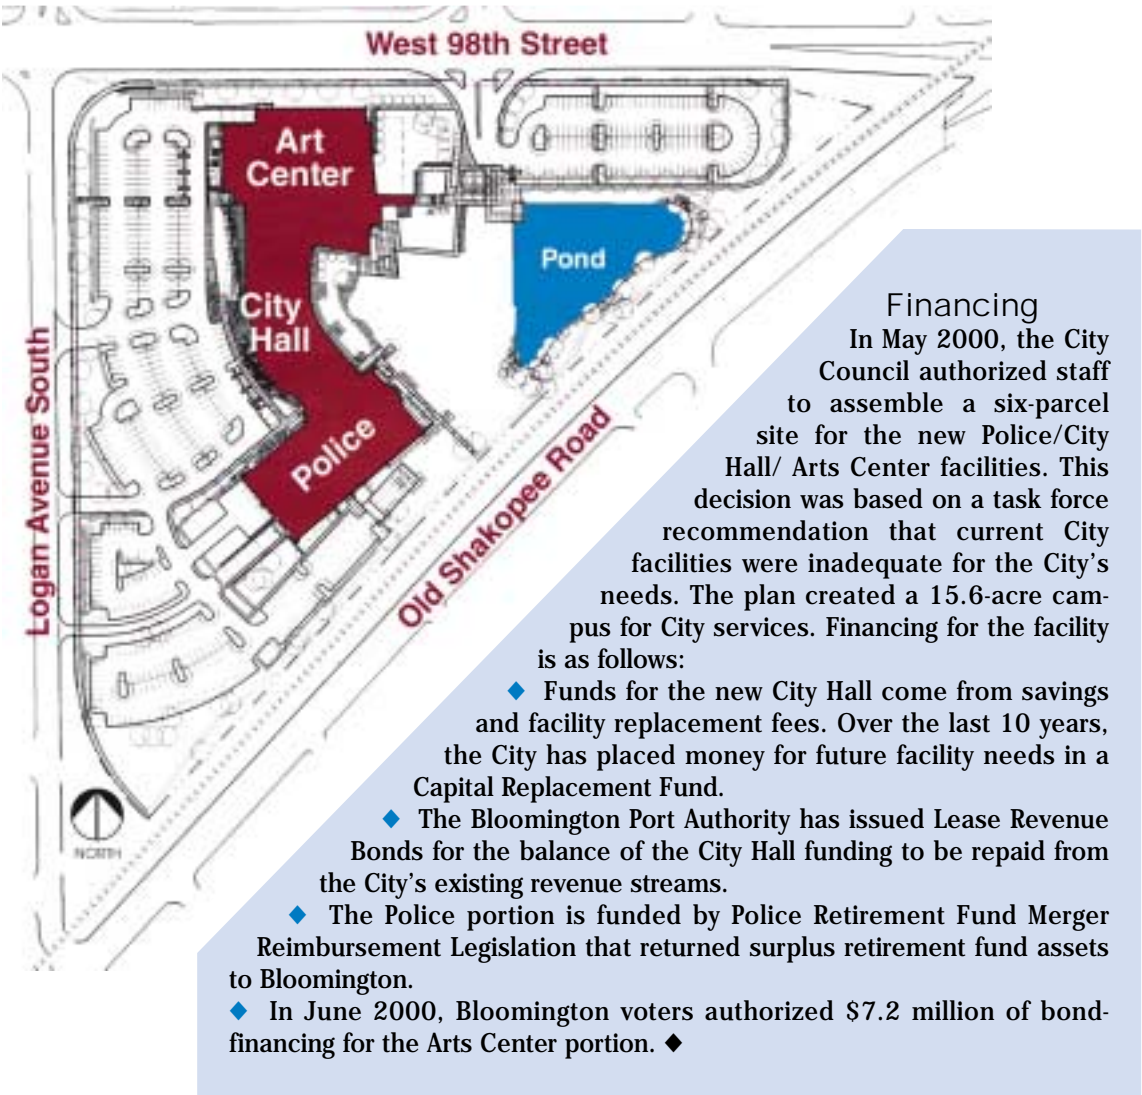 West 98th Street
Art
Center
Pond
City
Hall
Police
Logan Avenue South
Old Shakopee Road
NORTH
Financing
In May 2000, the City
Council authorized staff
to assemble a six-parcel
site for the new Police/City
Hall/ Arts Center facilities. This
decision was based on a task force
recommendation that current City
facilities were inadequate for the City's
needs. The plan created a 15.6-acre cam-
pus for City services. Financing for the facility
is as follows:
◆ Funds for the new City Hall come from savings
and facility replacement fees. Over the last 10 years,
the City has placed money for future facility needs in a
Capital Replacement Fund.
◆ The Bloomington Port Authority has issued Lease Revenue
Bonds for the balance of the City Hall funding to be repaid from
the City's existing revenue streams.
◆ The Police portion is funded by Police Retirement Fund Merger
Reimbursement Legislation that returned surplus retirement fund assets
to Bloomington.
◆ In June 2000, Bloomington voters authorized $7.2 million of bond-
financing for the Arts Center portion. ◆